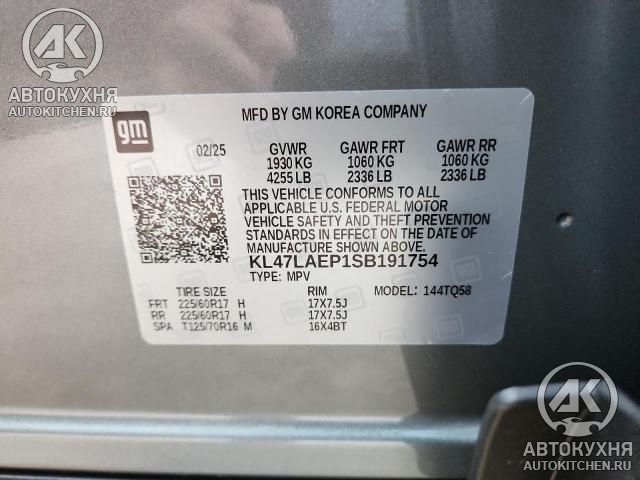 АВТОКУХНЯ
AUTOKITCHEN.RU
gm
MFD BY GM KOREA COMPANY
02/25 GVWR GAWR FRT GAWR RR
1930 KG 1060 KG 1060 KG
4255 LB 2336 LB 2336 LB
THIS VEHICLE CONFORMS TO ALL
APPLICABLE U.S. FEDERAL MOTOR
VEHICLE SAFETY AND THEFT PREVENTION
STANDARDS IN EFFECT ON THE DATE OF
MANUFACTURE SHOWN ABOVE.
KL47LAEP1SB191754
TYPE: MPV MODEL: 144TQ58
TIRE SIZE RIM
FRT 225/60R17 H 17X7.5J
RR 225/60R17 H 17X7.5J
SPA T125/70R16 M 16X4BT
АК
АВТОКУХНЯ
AUTOKITCHEN.RU